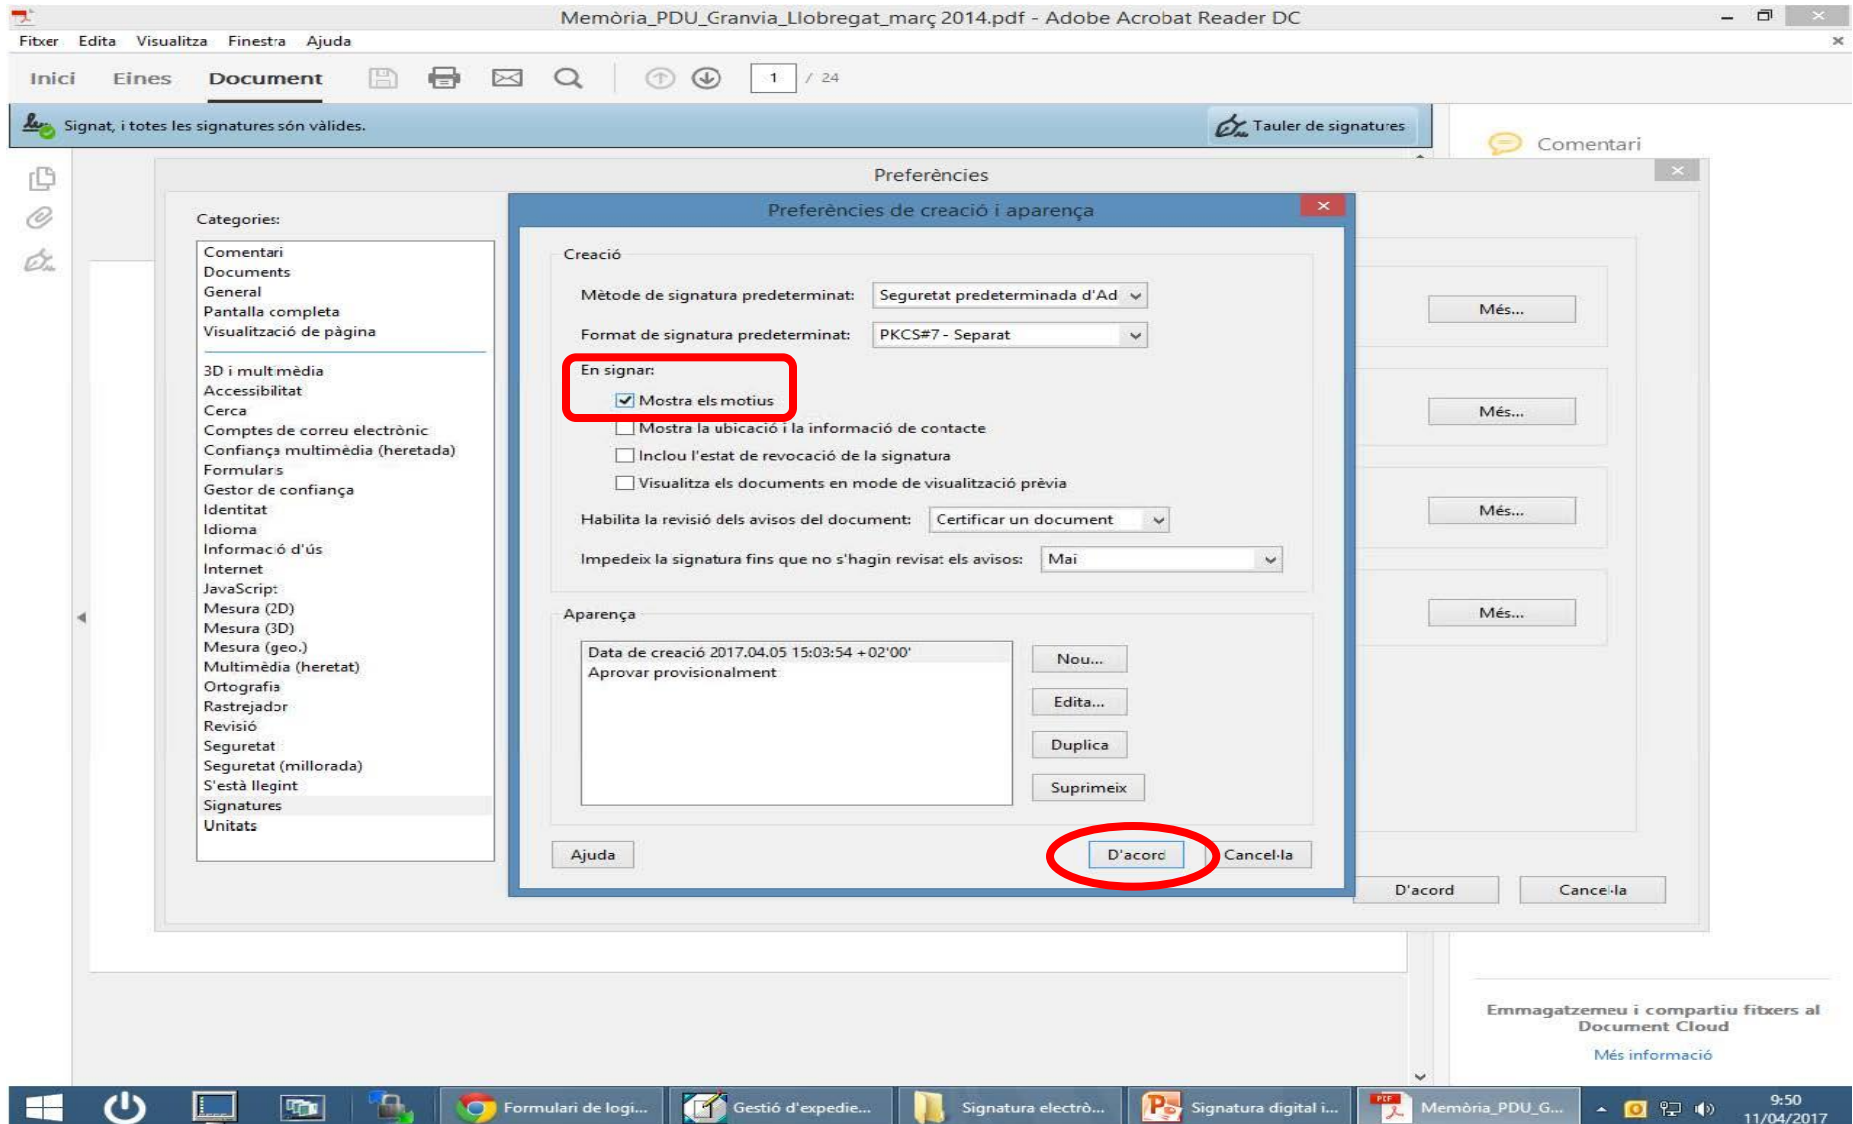 Memòria_PDU_Granvia_Llobregat_març 2014.pdf - Adobe Acrobat Reader DC
Fitxer Edita Visualitza Finestra Ajuda
Inici Eines Document 1 / 24
Signat, i totes les signatures són vàlides. Tauler de signatures
Comentari
Preferències
Categories:
Comentari
Documents
General
Pantalla completa
Visualització de pàgina
3D i multimèdia
Accessibilitat
Cerca
Comptes de correu electrònic
Confiança multimèdia (heretada)
Formularis
Gestor de confiança
Identitat
Idioma
Informació d'ús
Internet
JavaScript
Mesura (2D)
Mesura (3D)
Mesura (geo.)
Multimèdia (heretat)
Ortografia
Rastrejador
Revisió
Seguretat
Seguretat (millorada)
S'està llegint
Signatures
Unitats
Preferències de creació i aparença
Creació
Mètode de signatura predeterminat: Seguretat predeterminada d'Ad
Format de signatura predeterminat: PKCS#7 - Separat
En signar:
Mostra els motius
Mostra la ubicació i la informació de contacte
Inclou l'estat de revocació de la signatura
Visualitza els documents en mode de visualització prèvia
Habilita la revisió dels avisos del document: Certificar un document
Impedeix la signatura fins que no s'hagin revisat els avisos: Mai
Aparença
Data de creació 2017.04.05 15:03:54 +02'00'
Aprovar provisionalment
Nou...
Edita...
Duplica
Suprimeix
Ajuda D'acord Cancel·la
Més...
Més...
Més...
Més...
D'acord Cancel·la
Emmagatzemeu i compartiu fitxers al
Document Cloud
Més informació
Formulari de logi... Gestió d'expedie... Signatura electrò... Signatura digital i... Memòria_PDU_G...
9:50
11/04/2017